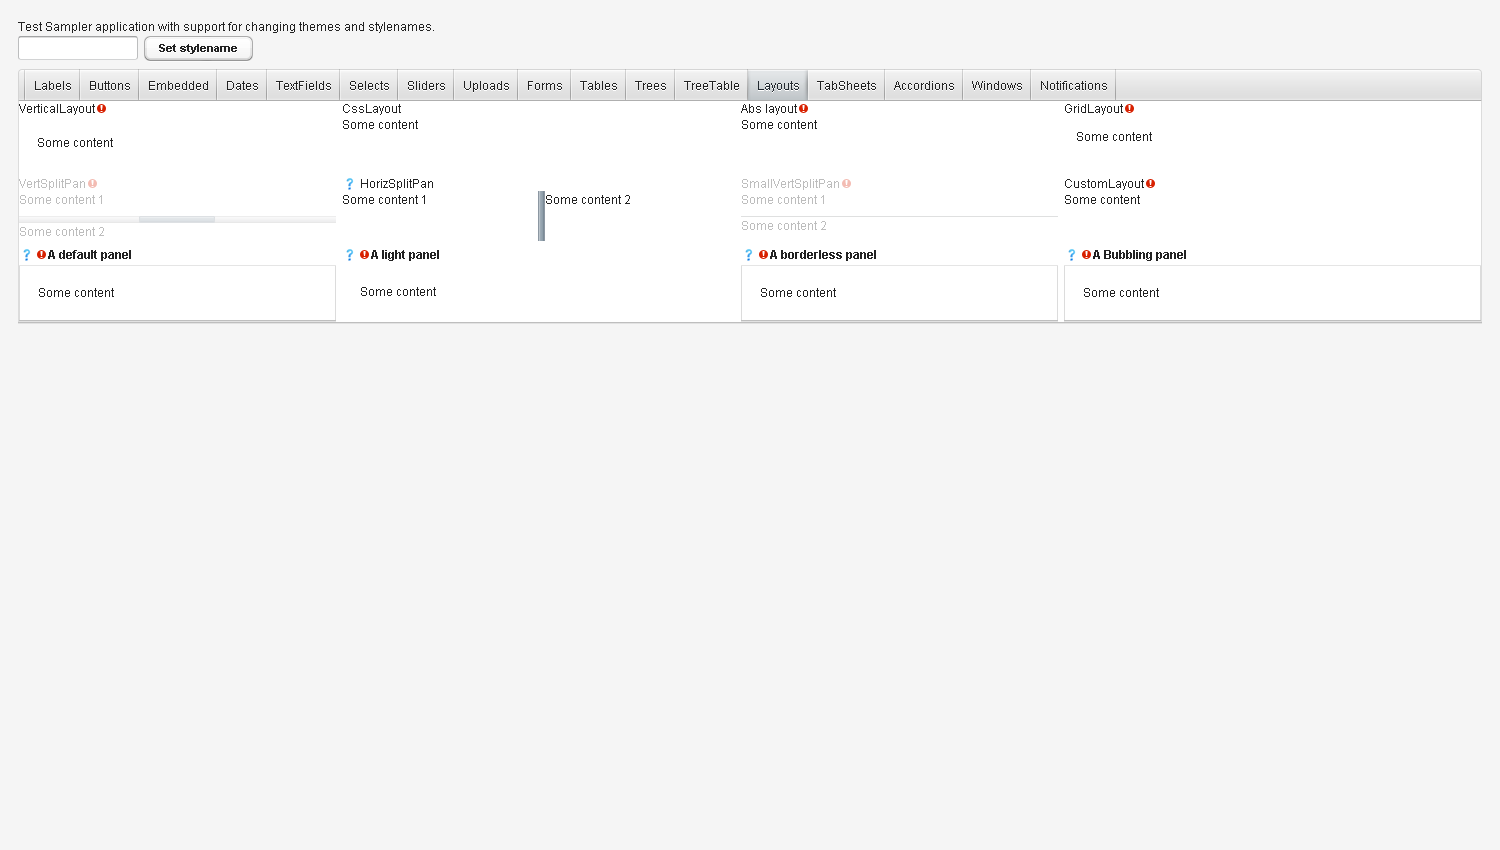 Test Sampler application with support for changing themes and stylenames.
Set stylename
Labels Buttons Embedded Dates TextFields Selects Sliders Uploads Forms Tables Trees TreeTable Layouts TabSheets Accordions Windows Notifications
VerticalLayout CssLayout Abs layout GridLayout
Some content Some content
Some content Some content
VertSplitPan ? HorizSplitPan SmallVertSplitPan CustomLayout
Some content 1 Some content 1 Some content 2 Some content 1 Some content
Some content 2 Some content 2
? A default panel ? A light panel ? A borderless panel ? A Bubbling panel
Some content Some content Some content Some content